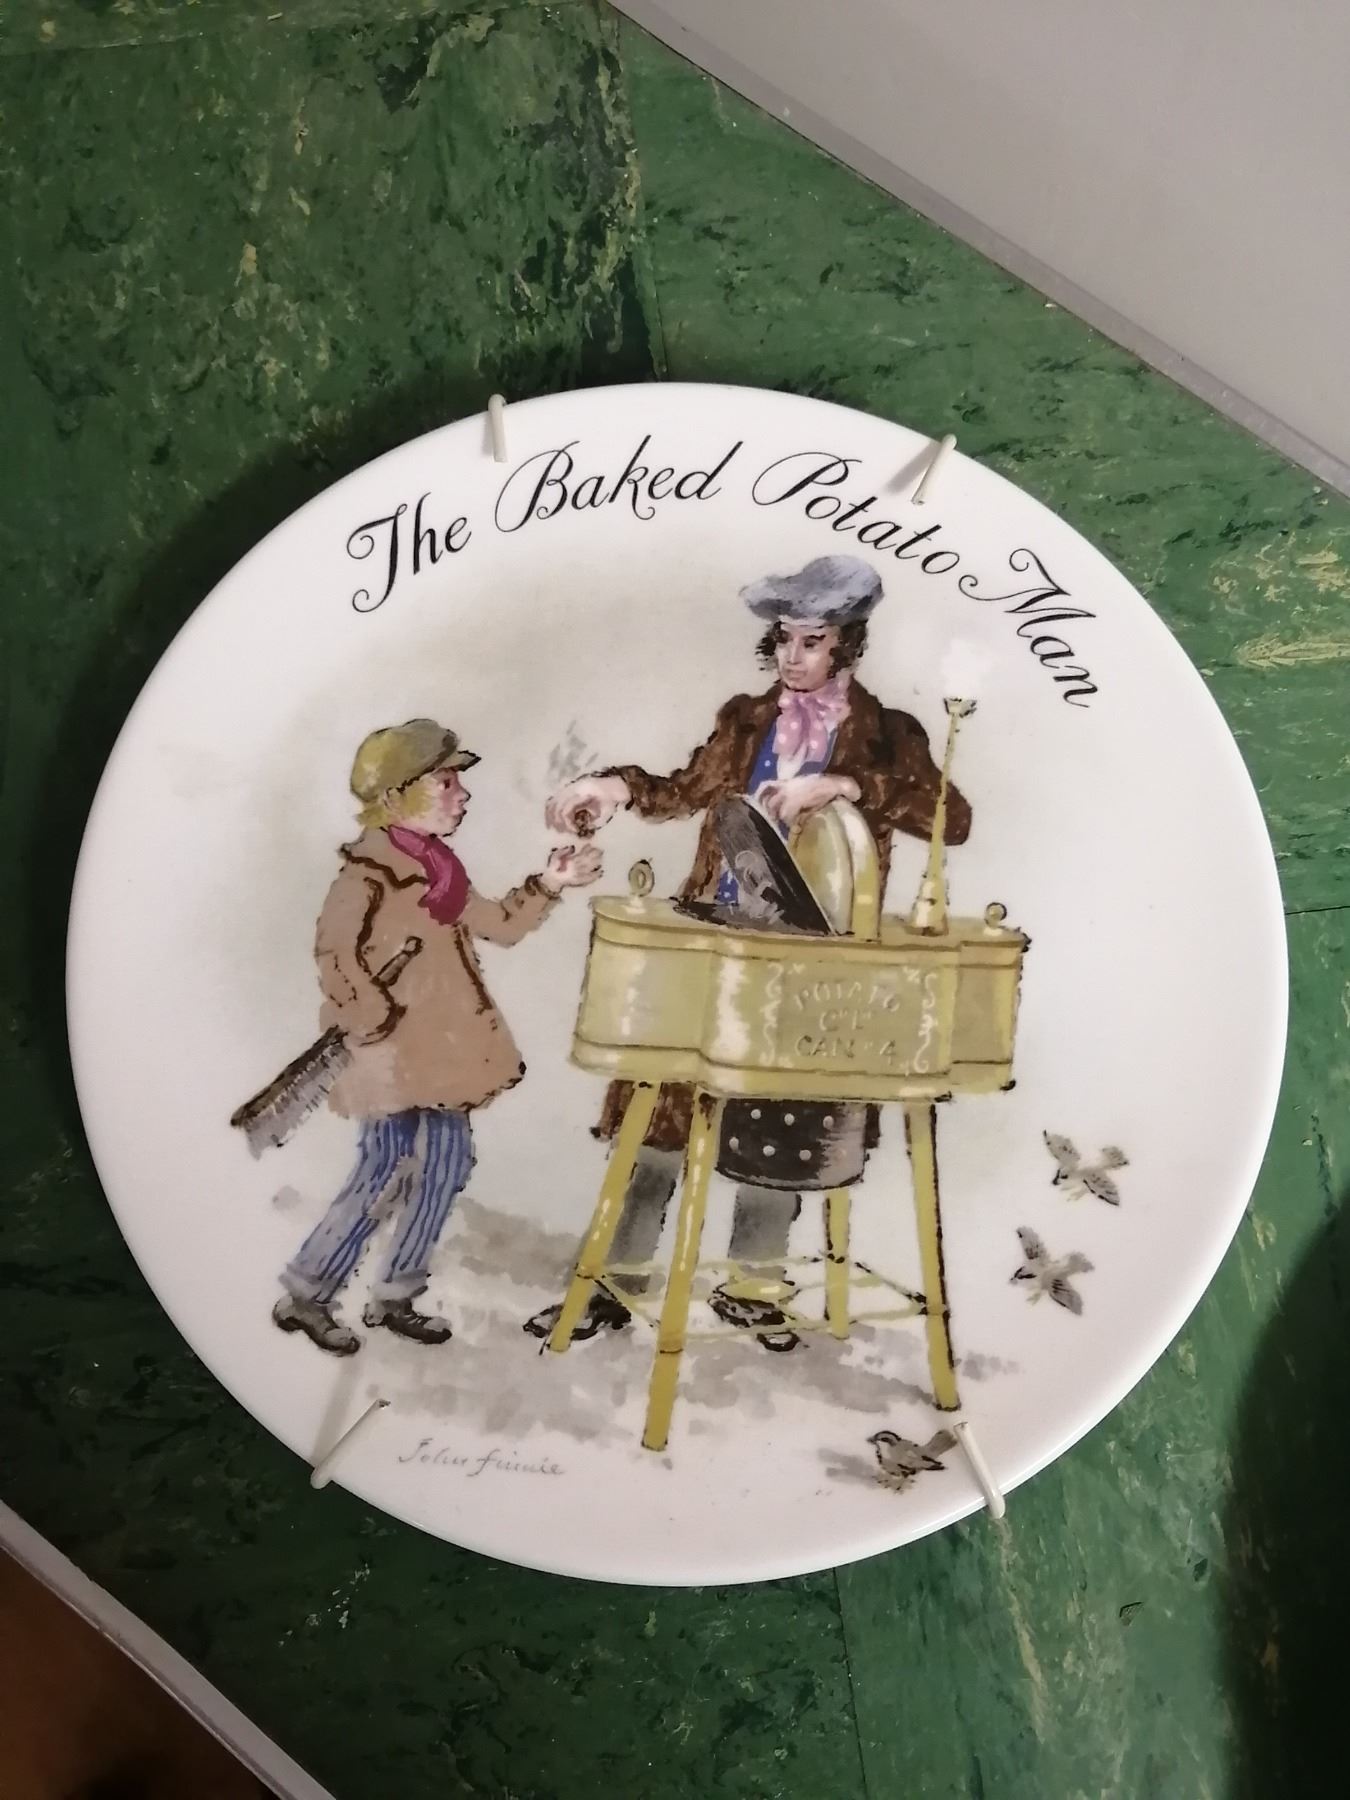 The Baked Potato Man
POTATO
CAN 4
John finnie